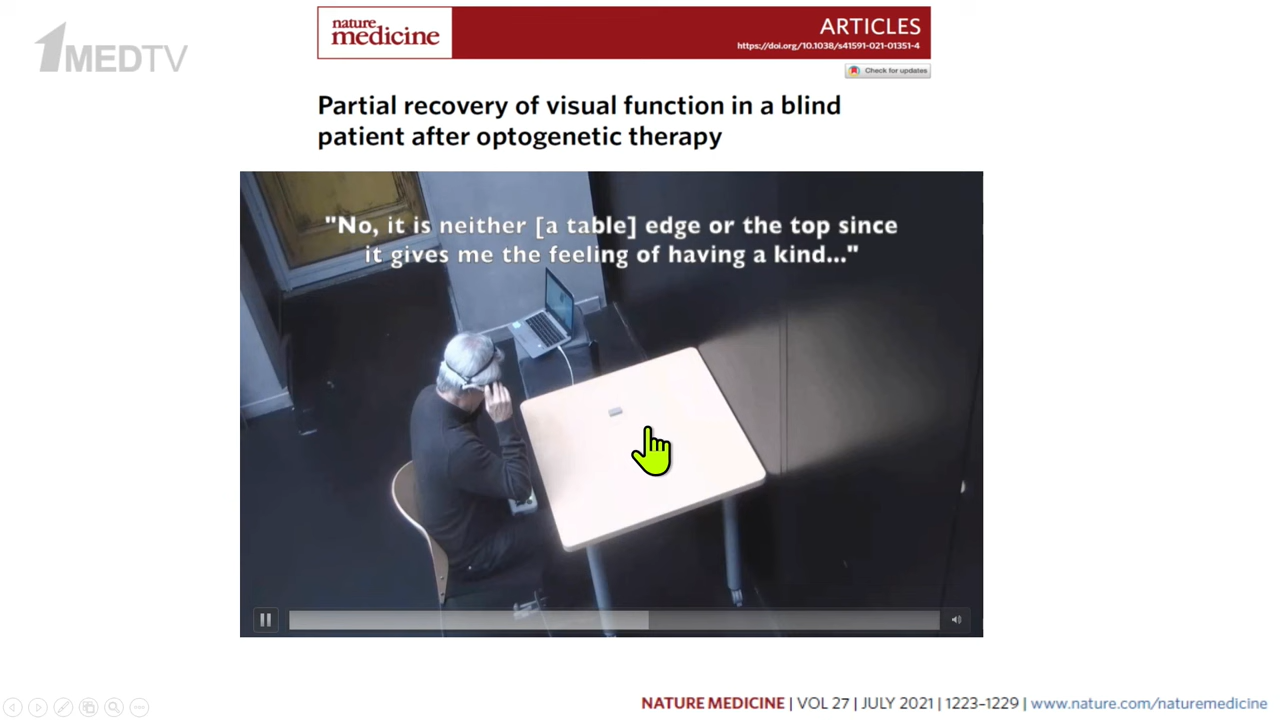 1MEDTV
nature
medicine
ARTICLES
https://doi.org/10.1038/s41591-021-01351-4
Check for updates
Partial recovery of visual function in a blind
patient after optogenetic therapy
"No, it is neither [a table] edge or the top since
it gives me the feeling of having a kind..."
NATURE MEDICINE | VOL 27 | JULY 2021 | 1223–1229 | www.nature.com/naturemedicine